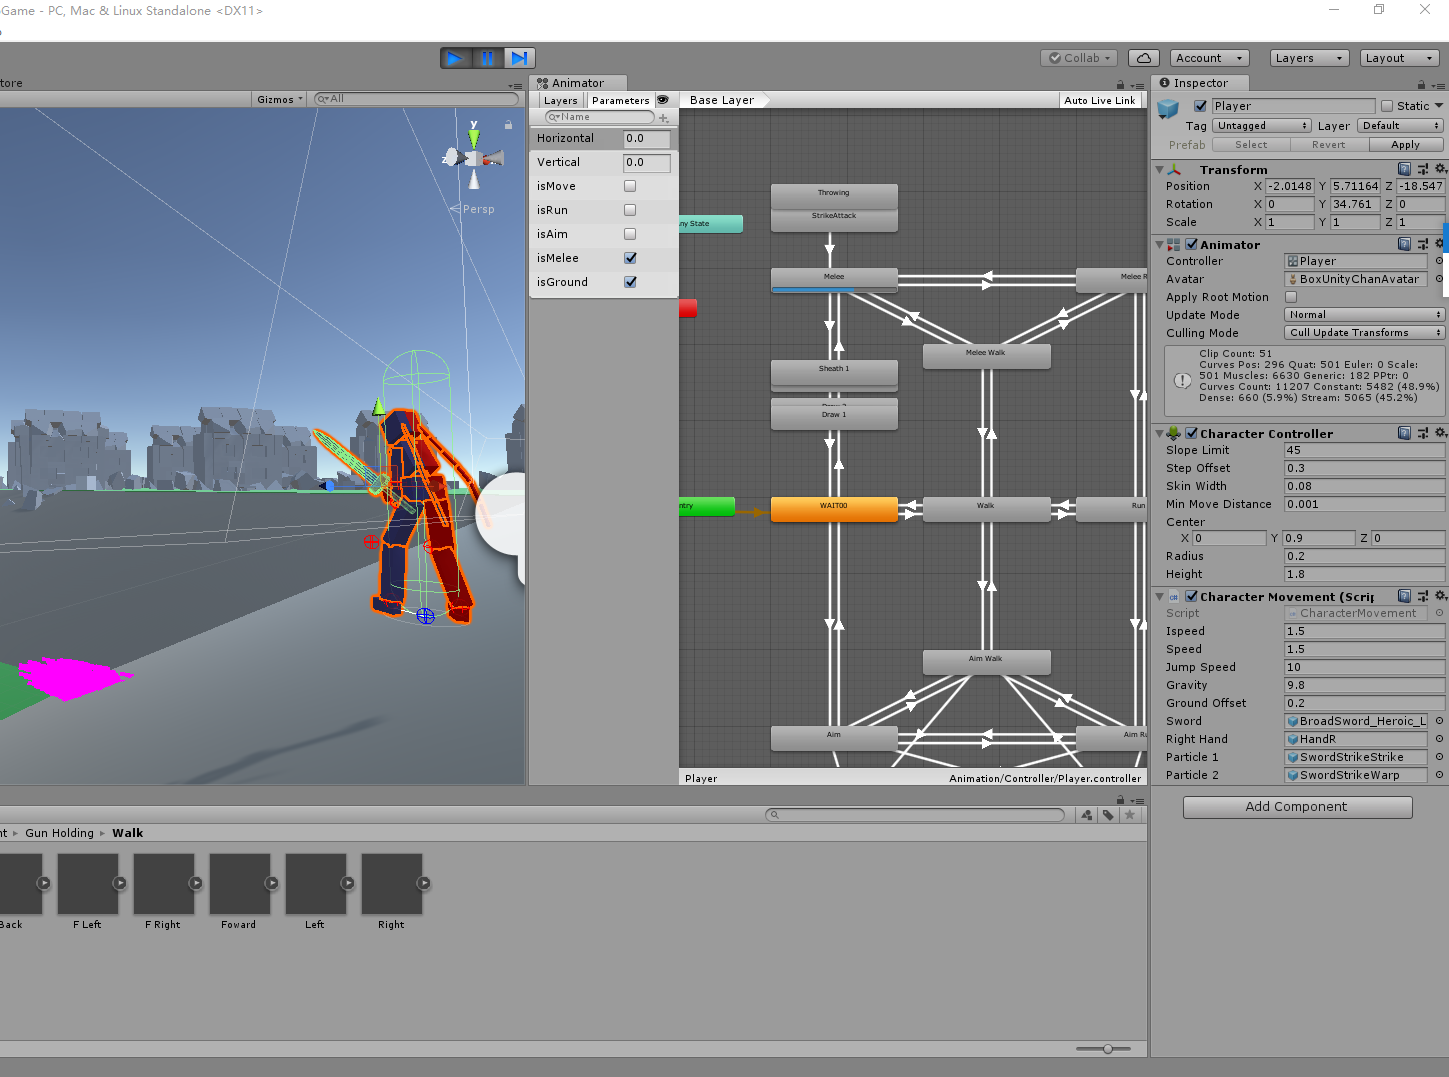 Game - PC, Mac & Linux Standalone <DX11>
Collab
Account
Layers
Layout
tore
Gizmos
All
y
z
Persp
Animator
Layers
Parameters
Base Layer
Auto Live Link
Name
Horizontal 0.0
Vertical 0.0
isMove
isRun
isAim
isMelee
isGround
Throwing
StrikeAttack
ny State
Melee
Melee R
Melee Walk
Sheath 1
Draw 1
ntry
WAIT00
Walk
Run
Aim Walk
Aim
Aim Ru
Player
Animation/Controller/Player.controller
Inspector
Player
Static
Tag Untagged Layer Default
Prefab Select Revert Apply
Transform
Position X -2.0148 Y 5.71164 Z -18.547
Rotation X 0 Y 34.761 Z 0
Scale X 1 Y 1 Z 1
Animator
Controller Player
Avatar BoxUnityChanAvatar
Apply Root Motion
Update Mode Normal
Culling Mode Cull Update Transforms
Clip Count: 51
Curves Pos: 296 Quat: 501 Euler: 0 Scale:
501 Muscles: 6630 Generic: 182 PPtr: 0
Curves Count: 11207 Constant: 5482 (48.9%)
Dense: 660 (5.9%) Stream: 5065 (45.2%)
Character Controller
Slope Limit 45
Step Offset 0.3
Skin Width 0.08
Min Move Distance 0.001
Center
X 0 Y 0.9 Z 0
Radius 0.2
Height 1.8
Character Movement (Scrip
Script CharacterMovement
Ispeed 1.5
Speed 1.5
Jump Speed 10
Gravity 9.8
Ground Offset 0.2
Sword BroadSword_Heroic_L
Right Hand HandR
Particle 1 SwordStrikeStrike
Particle 2 SwordStrikeWarp
Add Component
nt Gun Holding Walk
Back
F Left
F Right
Foward
Left
Right